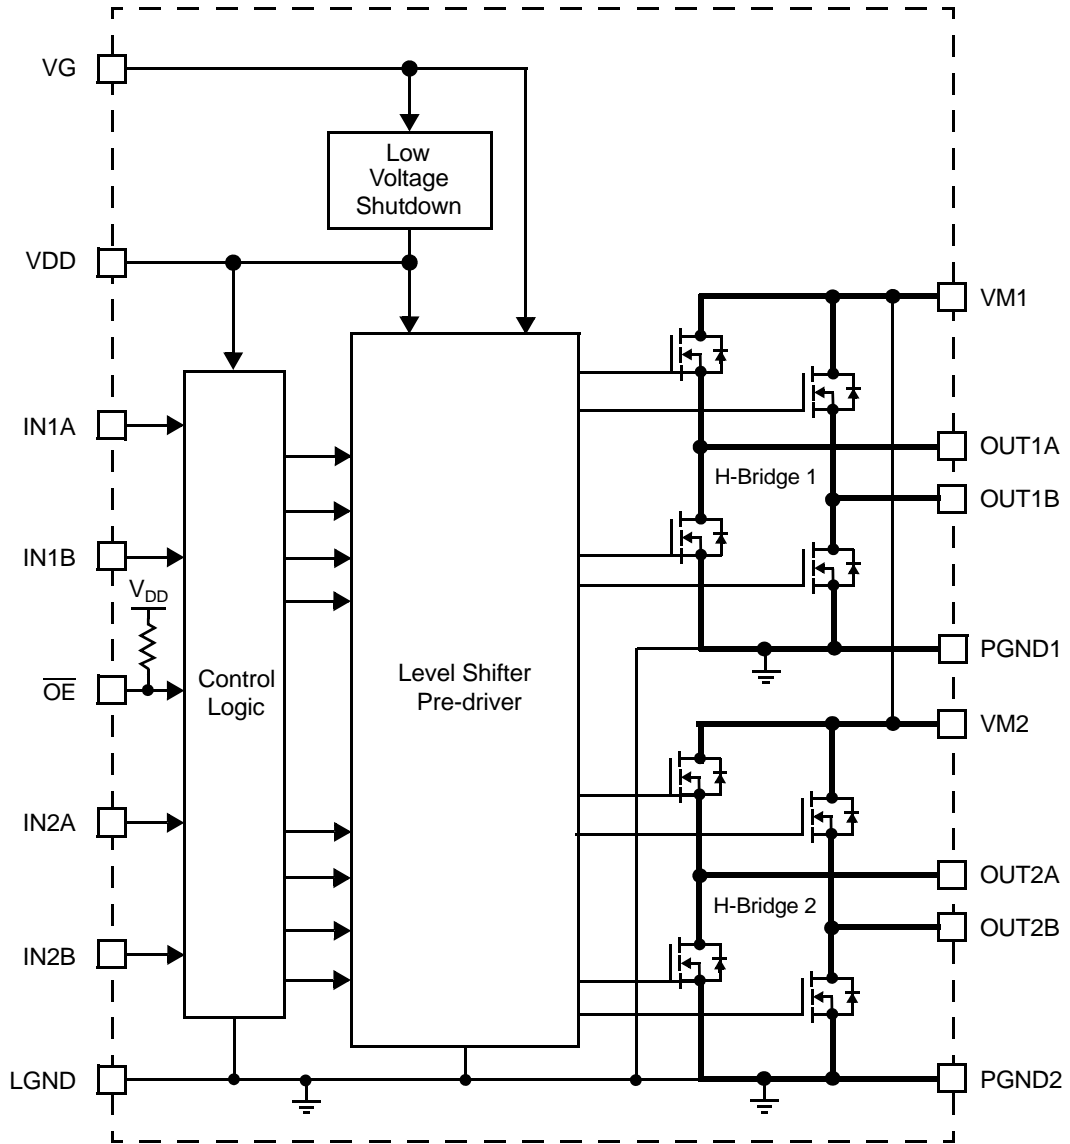 VG
Low
Voltage
Shutdown
VDD
VM1
IN1A
OUT1A
H-Bridge 1
OUT1B
IN1B
VDD
PGND1
OE
Control
Logic
Level Shifter
Pre-driver
VM2
IN2A
OUT2A
H-Bridge 2
OUT2B
IN2B
LGND
PGND2